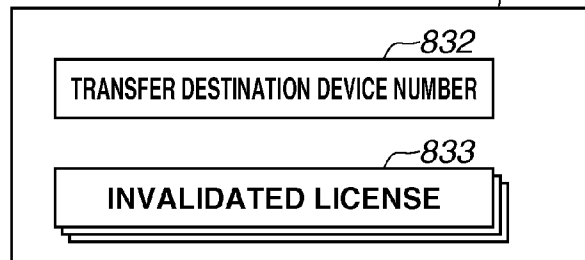 832
TRANSFER DESTINATION DEVICE NUMBER
833
INVALIDATED LICENSE